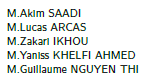 M.Akim SAADI
M.Lucas ARCAS
M.Zakari IKHOU
M.Yaniss KHELFI AHMED
M.Guillaume NGUYEN THI